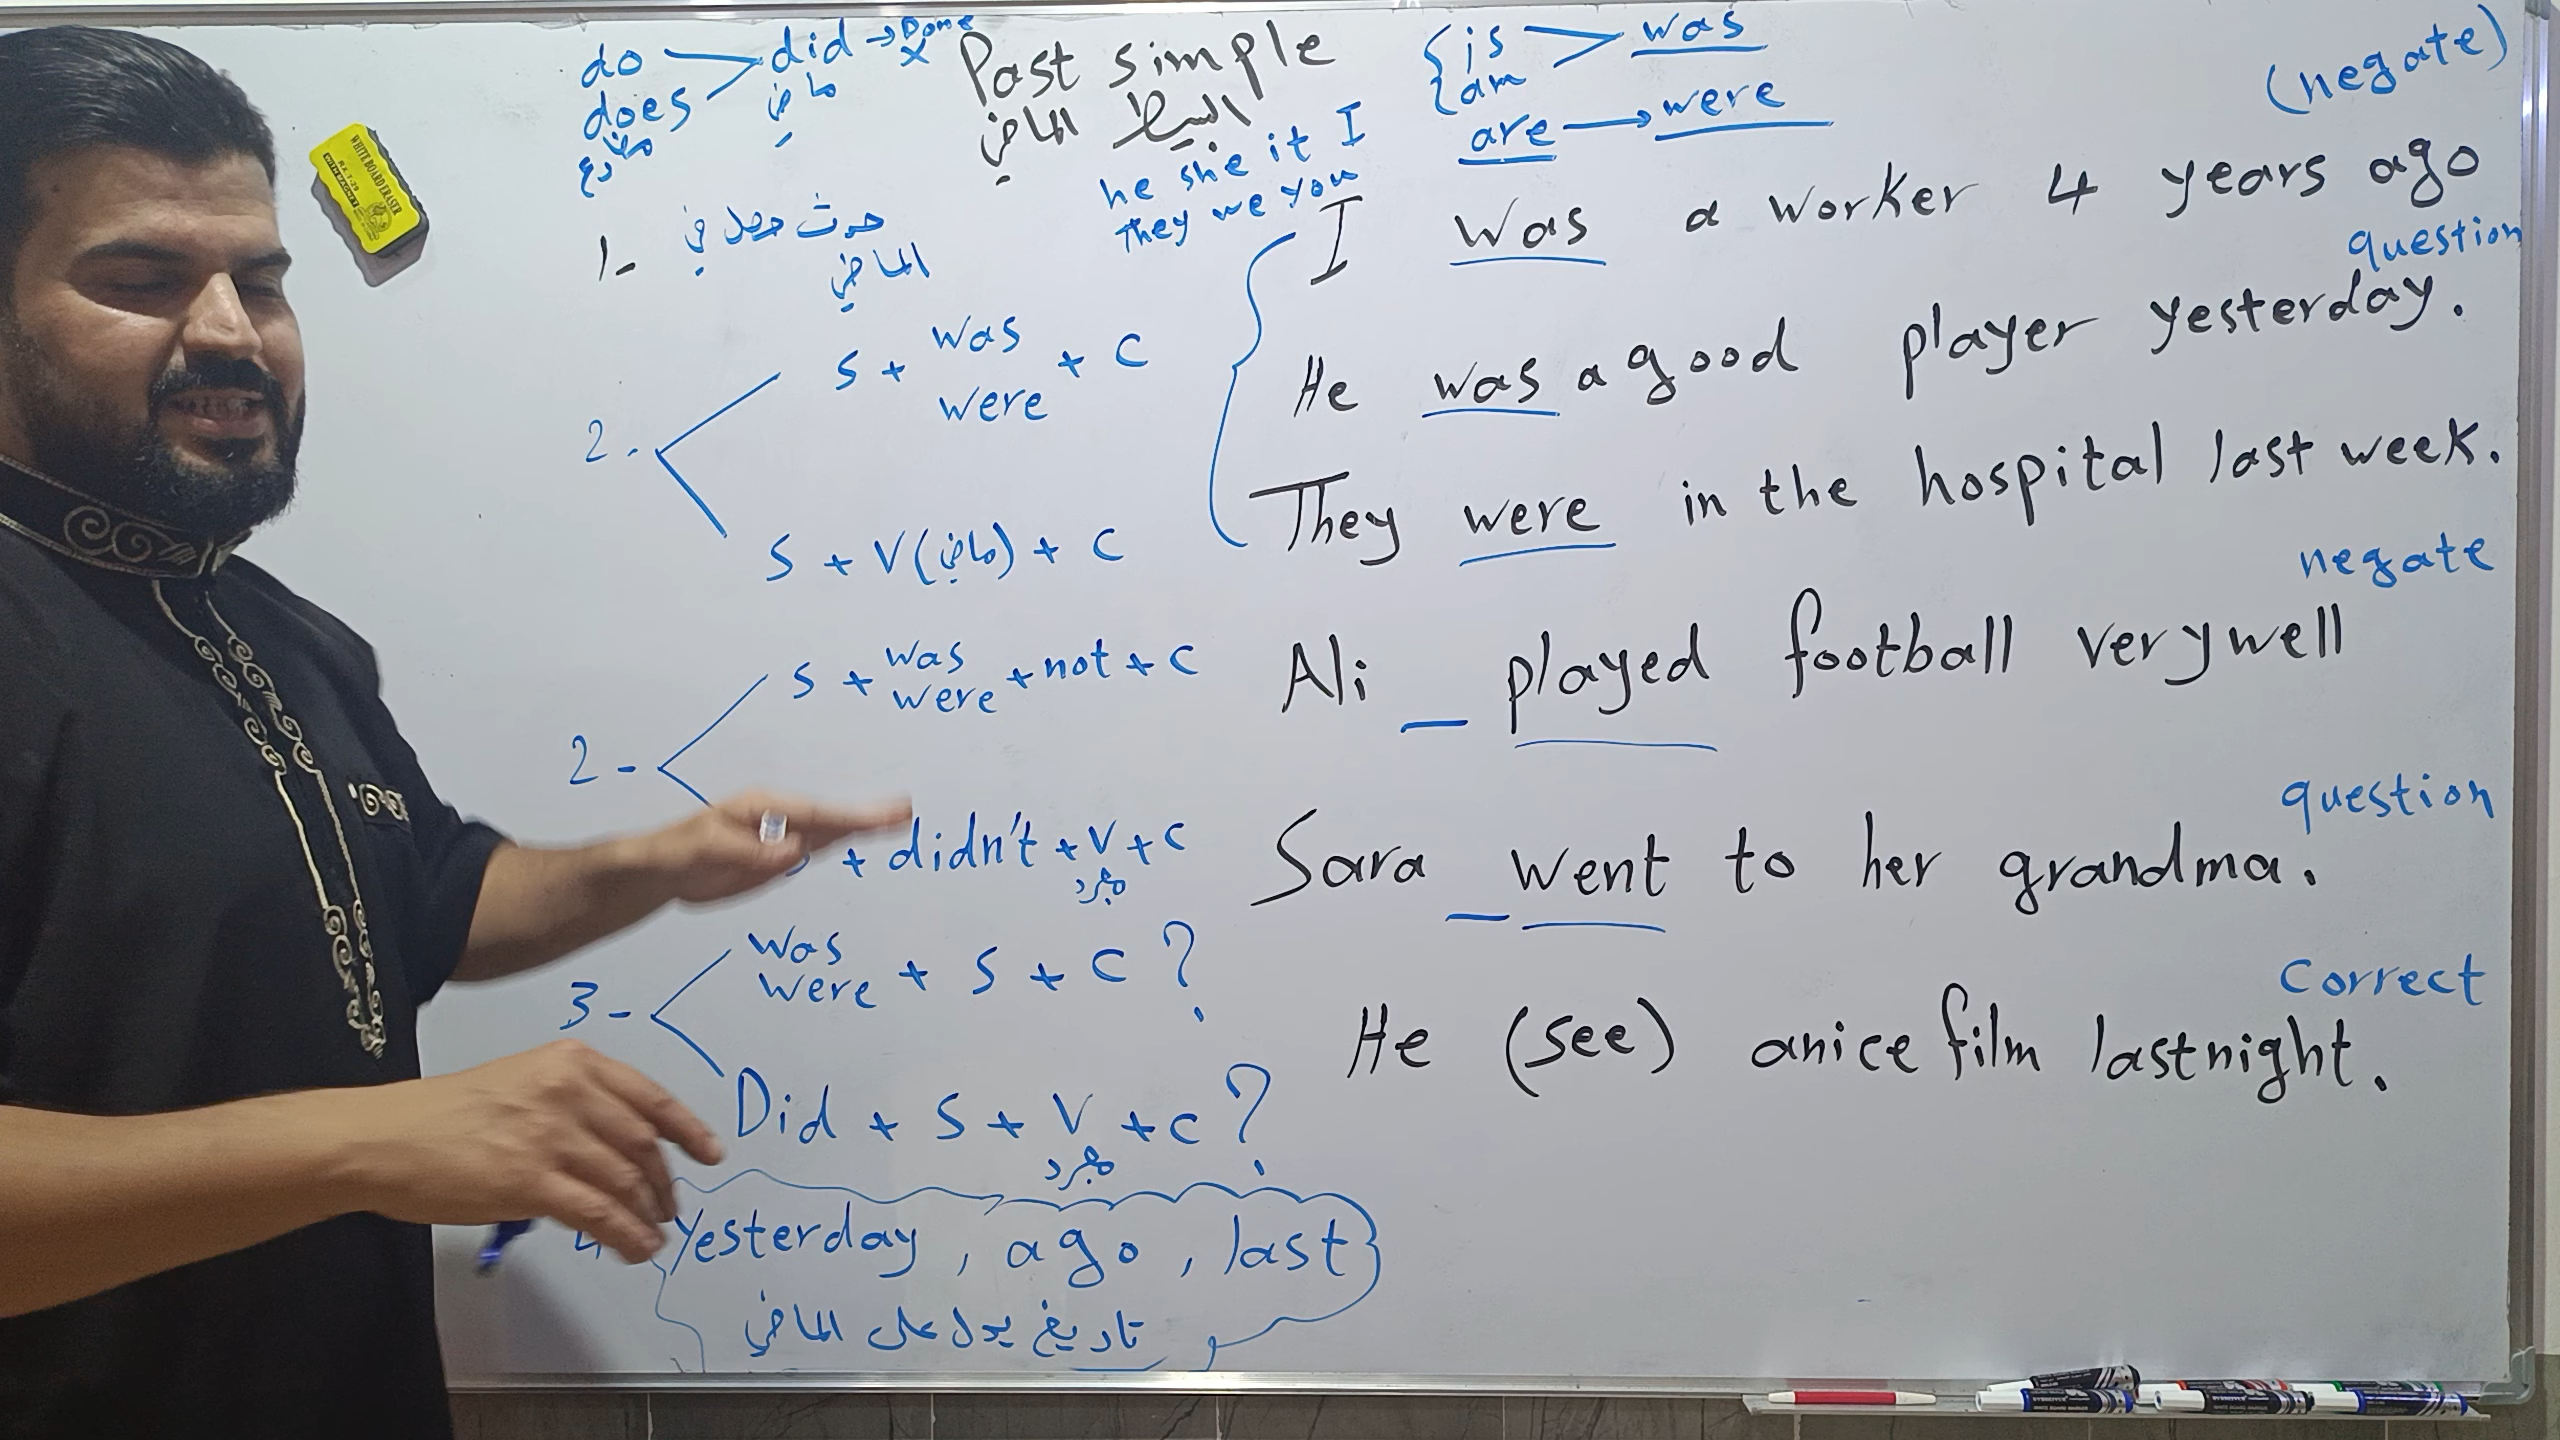 do
does
مضارع
did → Done
x
ماضي
Past simple
الماضي البسيط
is
am
was
are → were
he she it I
They we you
WHITE BOARD ERASER
1- حدث حصل في
الماضي
2-
S + was were + C
S + V (ماضي) + C
2-
S + was were + not + C
S + didn't + V + C
مجرد
3-
Was were + S + C ?
Did + S + V + C ?
مجرد
4 Yesterday , ago , last
تاريخ يدل على الماضي
(negate)
I was a worker 4 years ago
question
He was a good player yesterday.
They were in the hospital last week.
negate
Ali _ played football very well
question
Sara _ went to her grandma.
Correct
He (see) a nice film last night.